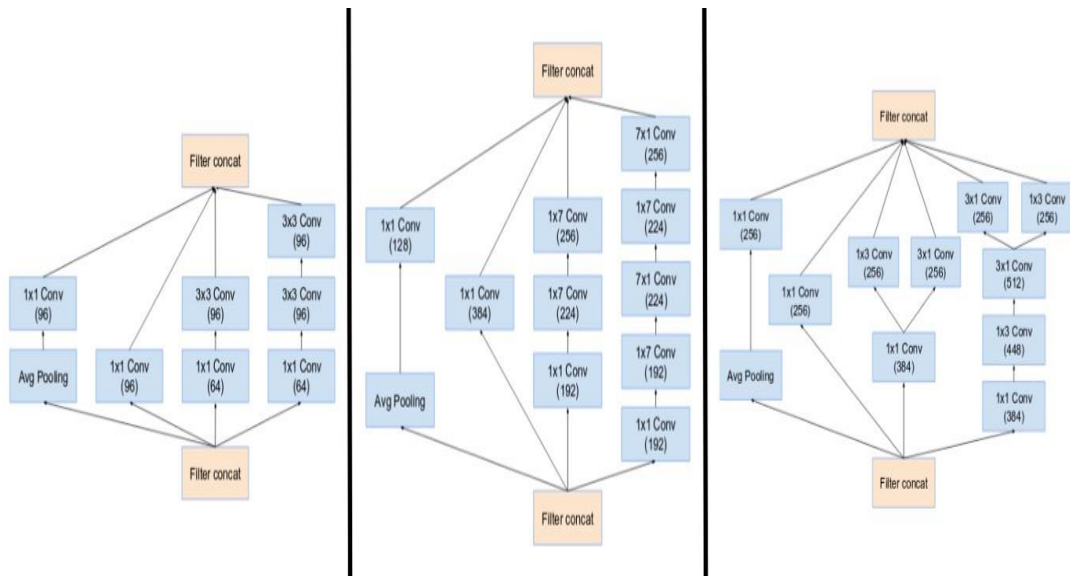 Filter concat
3x3 Conv
(96)
1x1 Conv
(96)
3x3 Conv
(96)
3x3 Conv
(96)
Avg Pooling
1x1 Conv
(96)
1x1 Conv
(64)
1x1 Conv
(64)
Filter concat
Filter concat
7x1 Conv
(256)
1x1 Conv
(128)
1x7 Conv
(256)
1x7 Conv
(224)
1x1 Conv
(384)
1x7 Conv
(224)
7x1 Conv
(224)
Avg Pooling
1x1 Conv
(192)
1x7 Conv
(192)
1x1 Conv
(192)
Filter concat
Filter concat
1x1 Conv
(256)
3x1 Conv
(256)
1x3 Conv
(256)
1x1 Conv
(256)
1x3 Conv
(256)
3x1 Conv
(256)
3x1 Conv
(512)
1x3 Conv
(448)
Avg Pooling
1x1 Conv
(384)
1x1 Conv
(384)
Filter concat